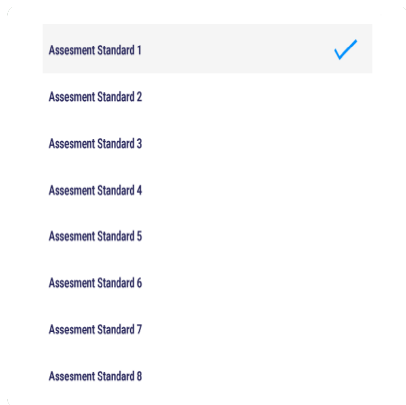 Assesment Standard 1
Assesment Standard 2
Assesment Standard 3
Assesment Standard 4
Assesment Standard 5
Assesment Standard 6
Assesment Standard 7
Assesment Standard 8